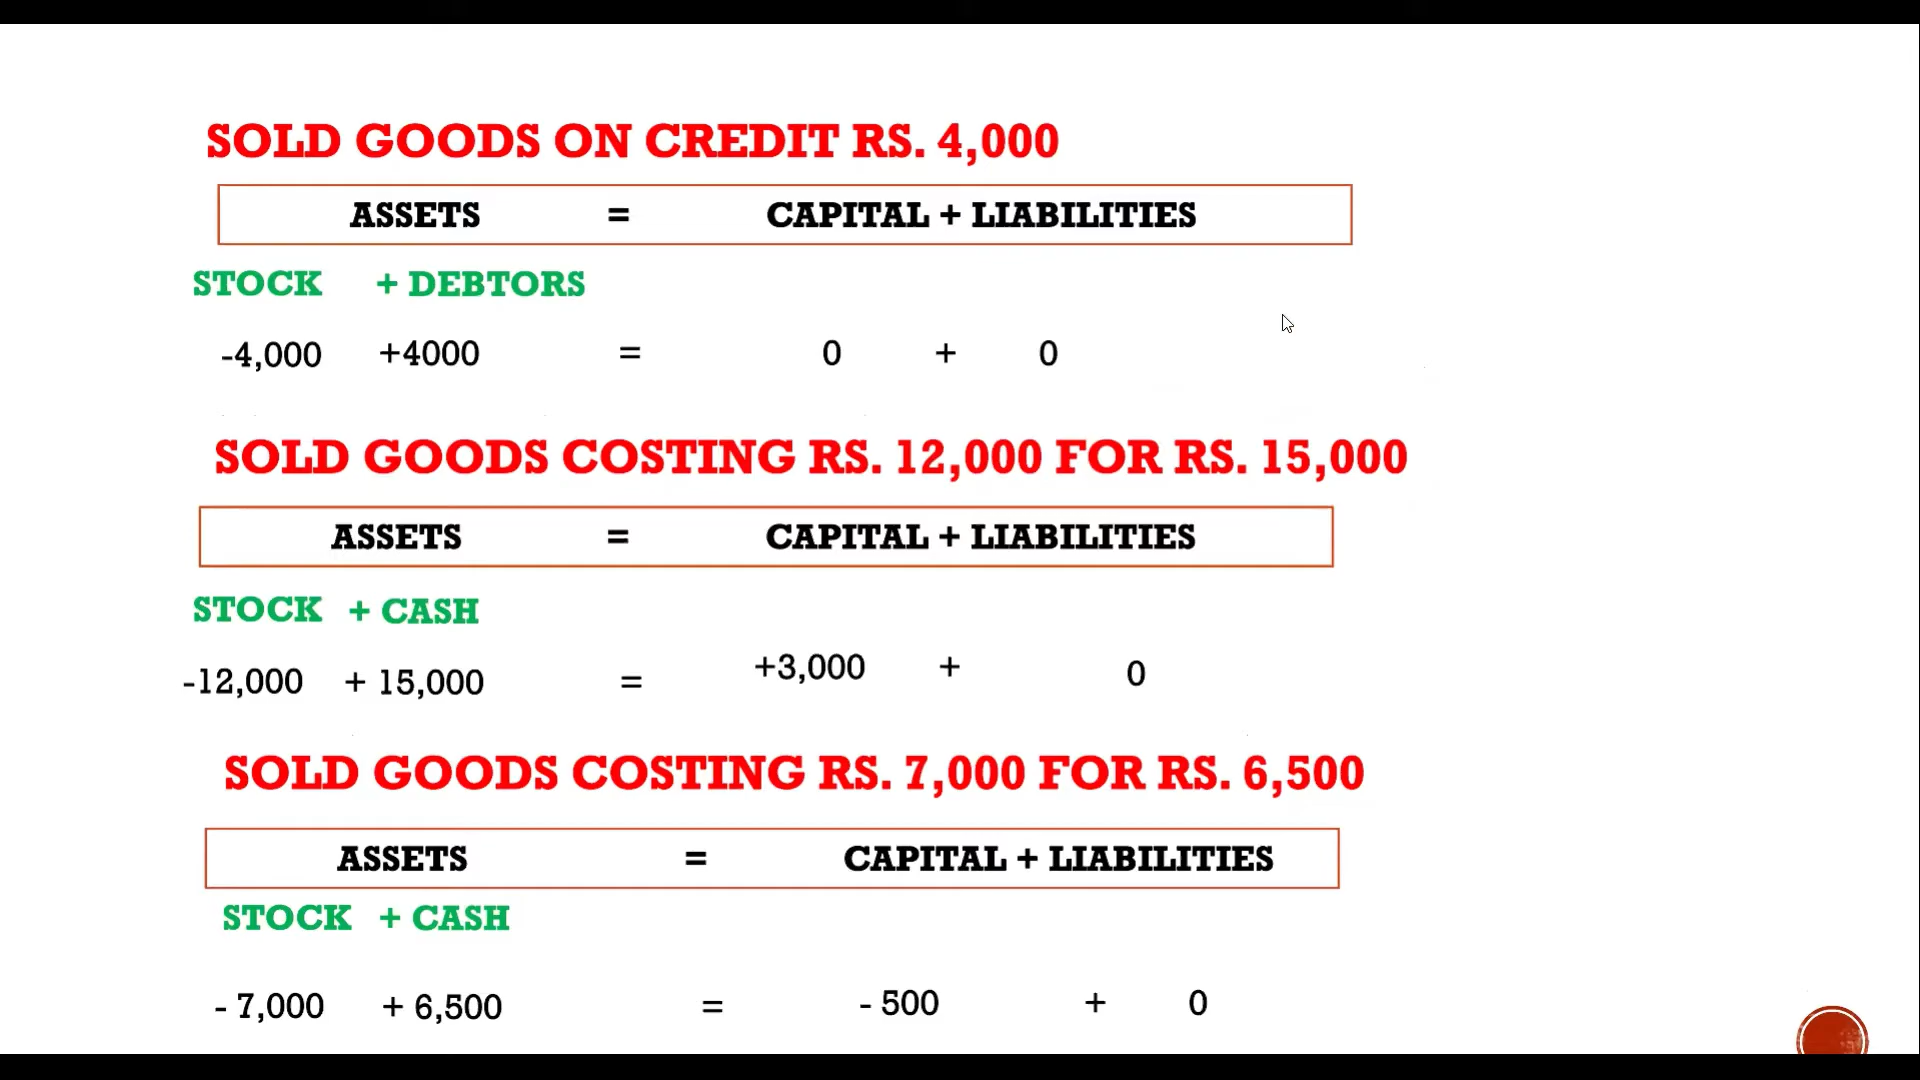 SOLD GOODS ON CREDIT RS. 4,000
ASSETS = CAPITAL + LIABILITIES
STOCK + DEBTORS
-4,000 +4000 = 0 + 0
SOLD GOODS COSTING RS. 12,000 FOR RS. 15,000
ASSETS = CAPITAL + LIABILITIES
STOCK + CASH
-12,000 + 15,000 = +3,000 + 0
SOLD GOODS COSTING RS. 7,000 FOR RS. 6,500
ASSETS = CAPITAL + LIABILITIES
STOCK + CASH
- 7,000 + 6,500 = - 500 + 0